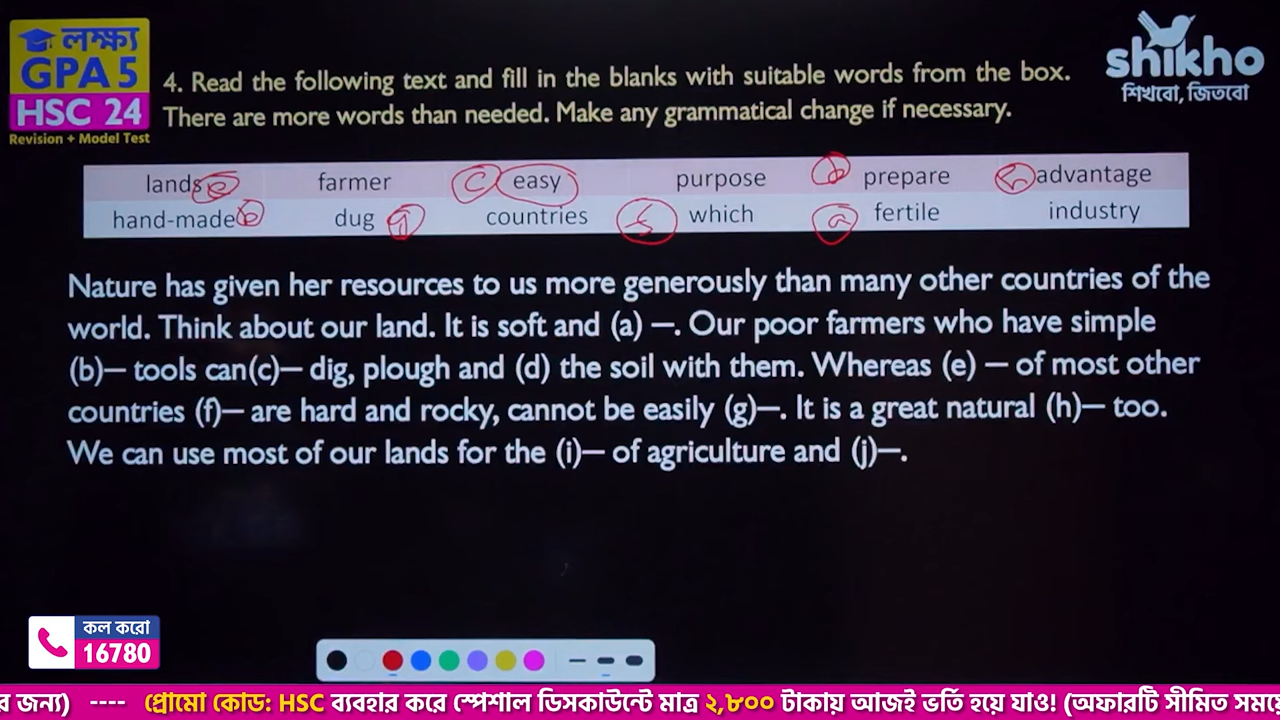 লক্ষ্য
GPA 5
HSC 24
Revision + Model Test
shikho
শিখবো, জিতবো
4. Read the following text and fill in the blanks with suitable words from the box.
There are more words than needed. Make any grammatical change if necessary.
lands e farmer c easy purpose prepare h advantage
hand-made b dug g countries f which a fertile industry
Nature has given her resources to us more generously than many other countries of the
world. Think about our land. It is soft and (a) —. Our poor farmers who have simple
(b)— tools can(c)— dig, plough and (d) the soil with them. Whereas (e) — of most other
countries (f)— are hard and rocky, cannot be easily (g)—. It is a great natural (h)— too.
We can use most of our lands for the (i)— of agriculture and (j)—.
কল করো
16780
র জন্য) ---- প্রোমো কোড: HSC ব্যবহার করে স্পেশাল ডিসকাউন্টে মাত্র ২,৮০০ টাকায় আজই ভর্তি হয়ে যাও! (অফারটি সীমিত সময়ে